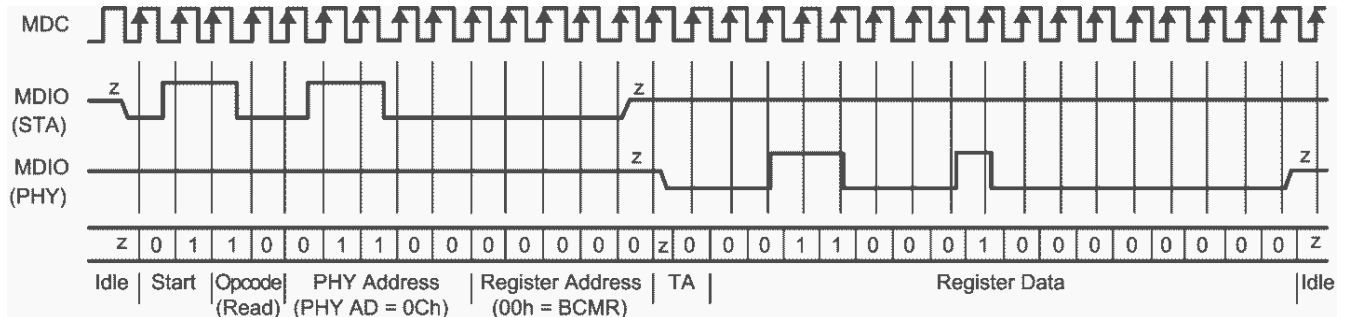 MDC
z z
MDIO
(STA)
MDIO
(PHY)
z z
z 0 1 1 0 0 1 1 0 0 0 0 0 0 0 z 0 0 0 1 1 0 0 0 1 0 0 0 0 0 0 0 0 z
Idle Start Opcode PHY Address Register Address TA Register Data Idle
(Read) (PHY AD = 0Ch) (00h = BCMR)